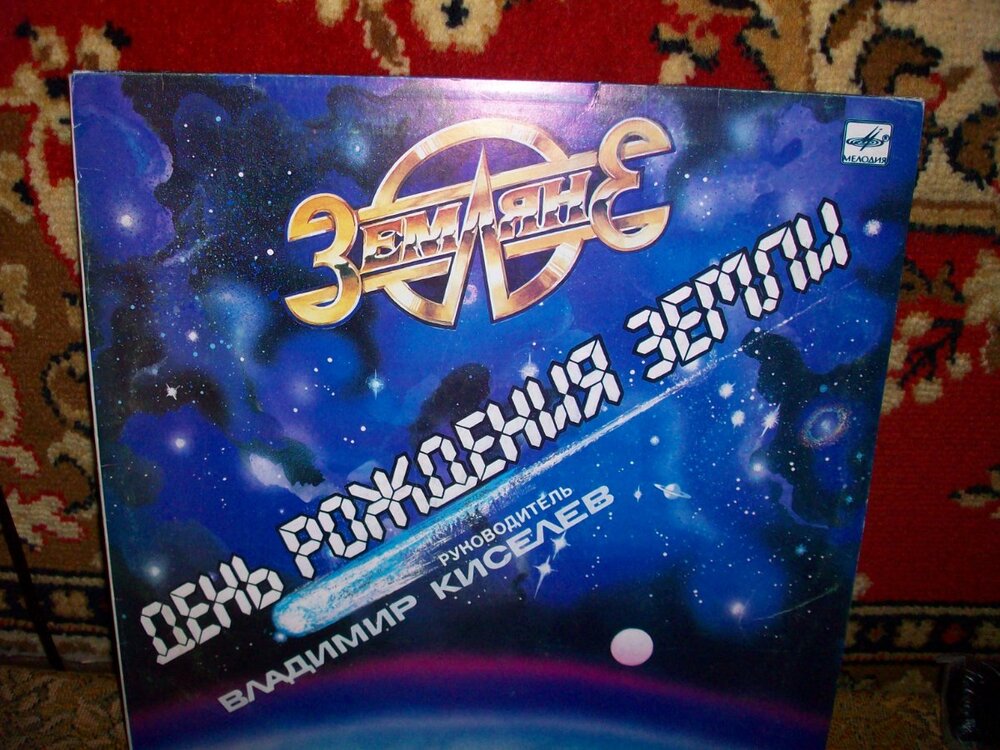 ЗЕМЛЯНЕ
МЕЛОДИЯ
ДЕНЬ РОЖДЕНИЯ ЗЕМЛИ
РУКОВОДИТЕЛЬ
ВЛАДИМИР КИСЕЛЕВ